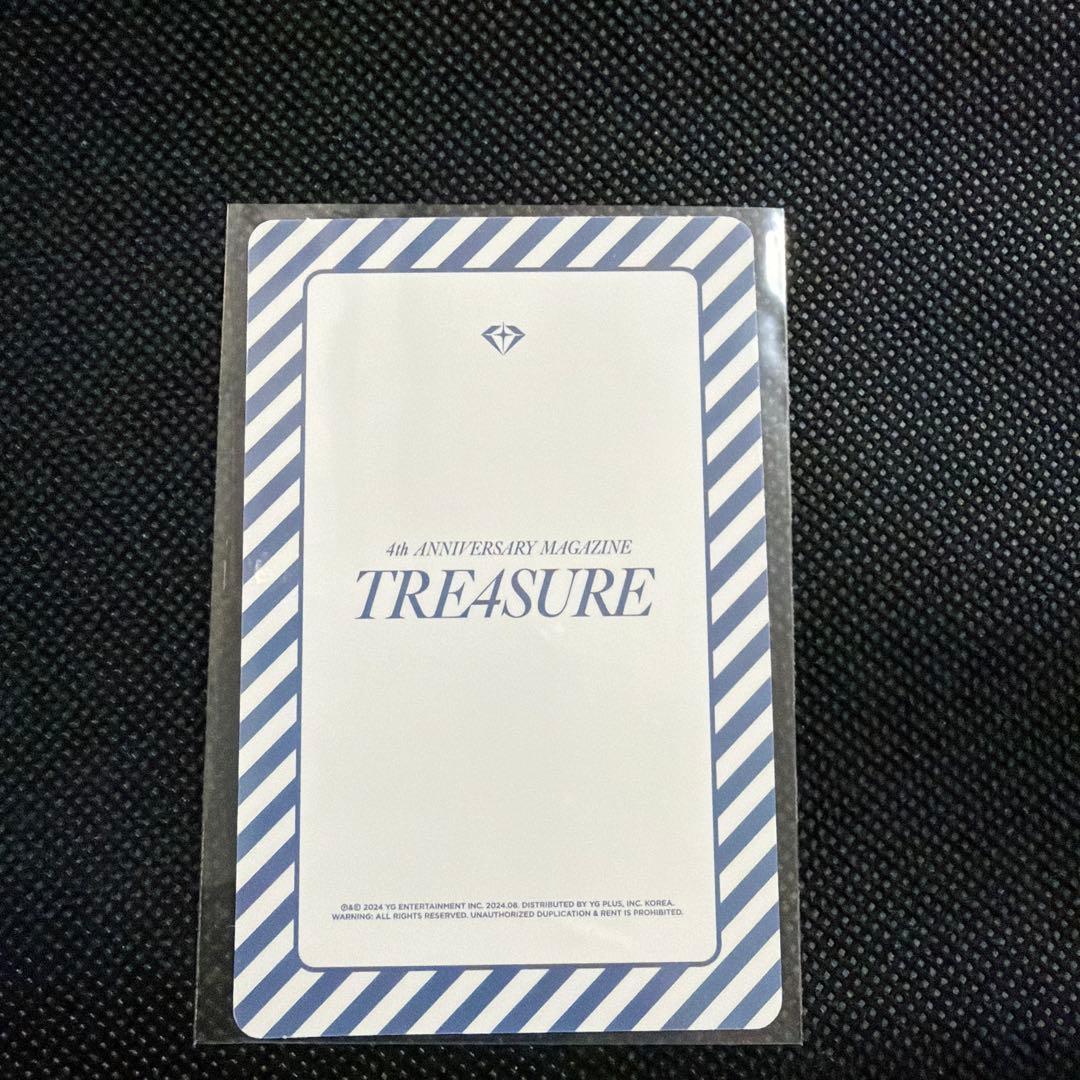 4th ANNIVERSARY MAGAZINE
TRE4SURE
℗&© 2024 YG ENTERTAINMENT INC. 2024.08. DISTRIBUTED BY YG PLUS, INC. KOREA.
WARNING: ALL RIGHTS RESERVED. UNAUTHORIZED DUPLICATION & RENT IS PROHIBITED.